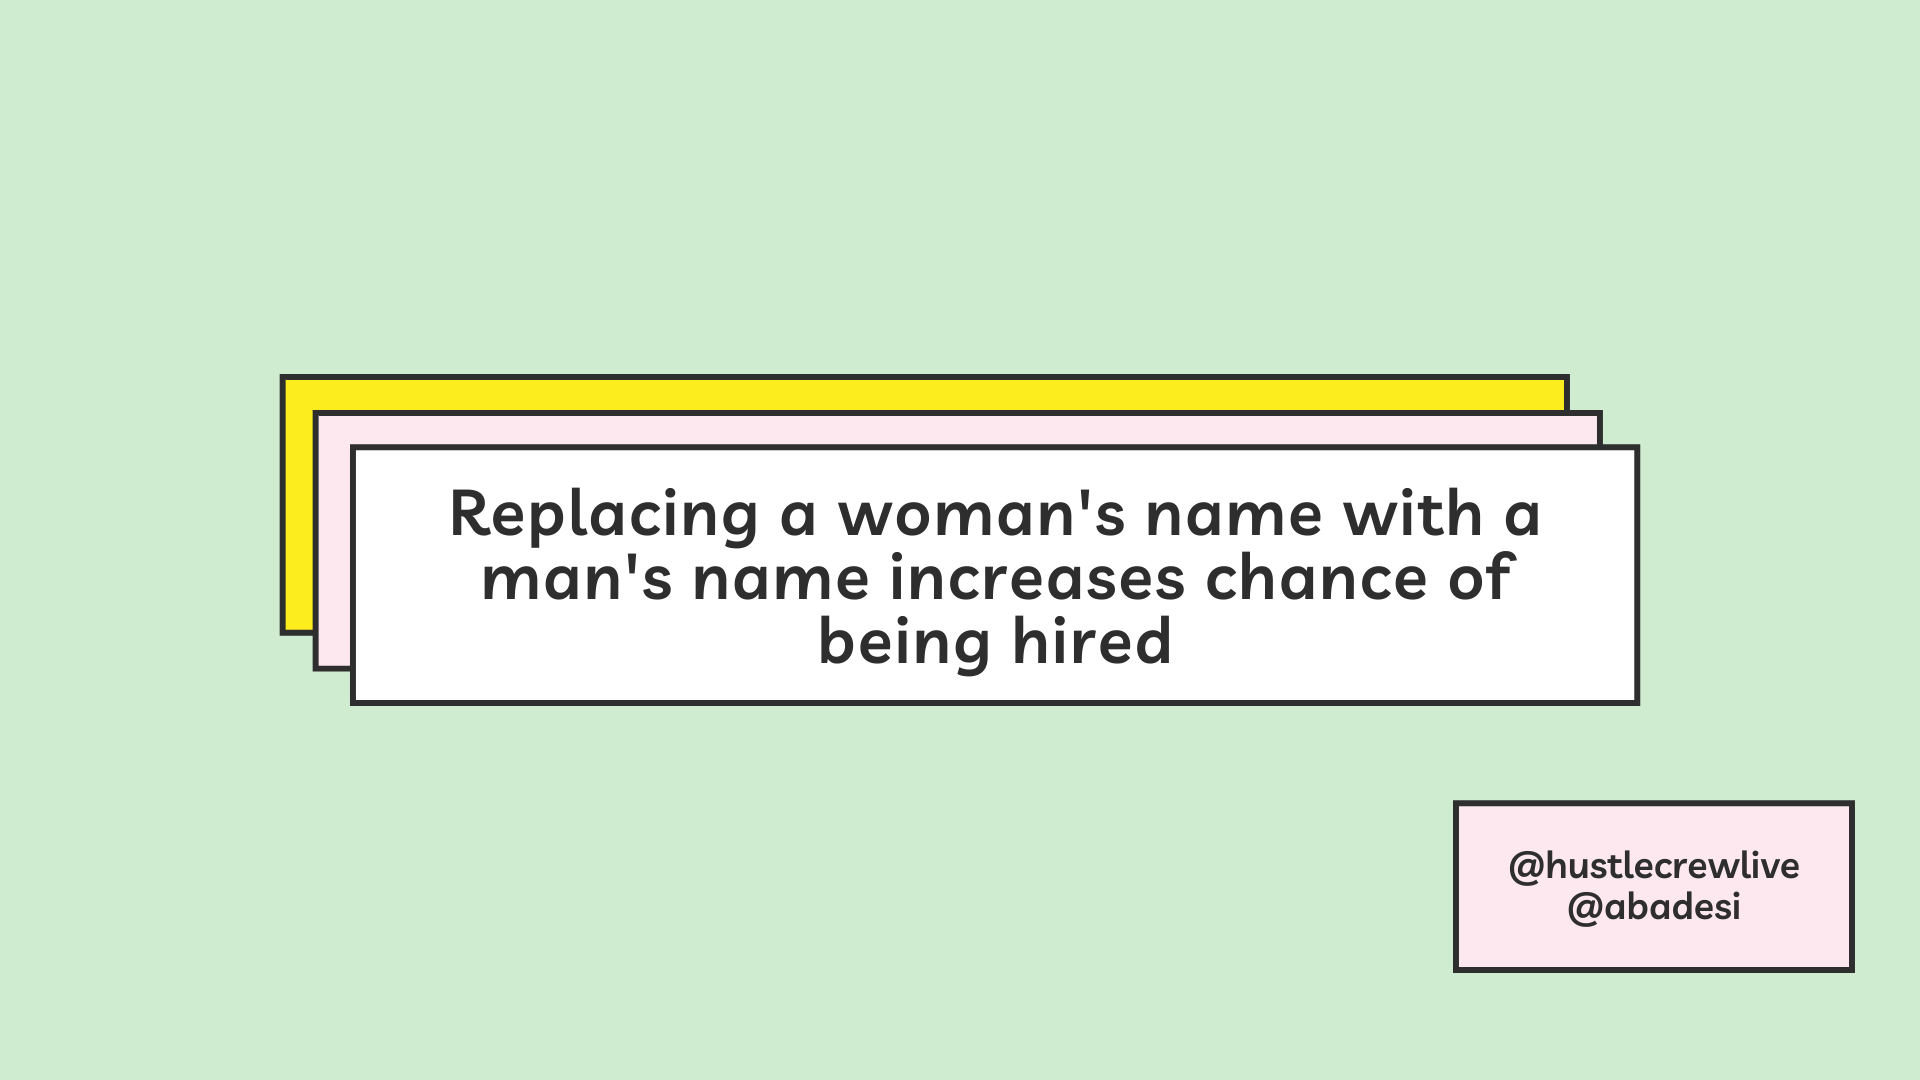 Replacing a woman's name with a
man's name increases chance of
being hired
@hustlecrewlive
@abadesi